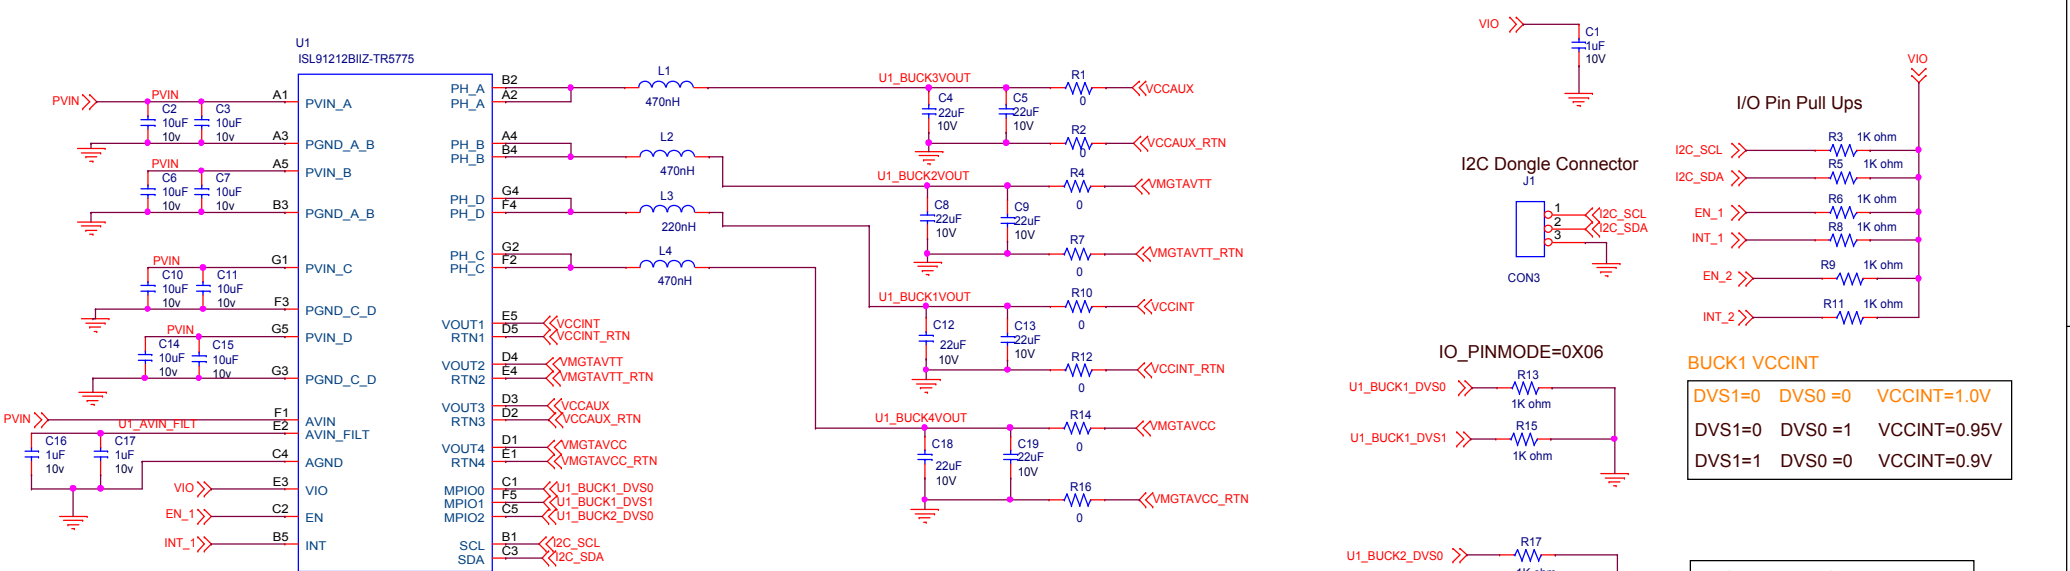 U1
ISL91212BIIZ-TR5775
PVIN
PVIN
C2
10uF
10v
C3
10uF
10v
A1
PVIN_A
A3
PGND_A_B
PVIN
C6
10uF
10v
C7
10uF
10v
A5
PVIN_B
B3
PGND_A_B
PVIN
C10
10uF
10v
C11
10uF
10v
G1
PVIN_C
F3
PGND_C_D
PVIN
C14
10uF
10v
C15
10uF
10v
G5
PVIN_D
G3
PGND_C_D
PVIN
F1
AVIN
U1_AVIN_FILT
E2
AVIN_FILT
C16
1uF
10v
C17
1uF
10v
C4
AGND
VIO
E3
VIO
EN_1
C2
EN
INT_1
B5
INT
PH_A
B2
PH_A
A2
PH_B
A4
PH_B
B4
PH_D
G4
PH_D
F4
PH_C
G2
PH_C
F2
VOUT1
E5
VCCINT
RTN1
D5
VCCINT_RTN
VOUT2
D4
VMGTAVTT
RTN2
E4
VMGTAVTT_RTN
VOUT3
D3
VCCAUX
RTN3
D2
VCCAUX_RTN
VOUT4
D1
VMGTAVCC
RTN4
E1
VMGTAVCC_RTN
MPIO0
C1
U1_BUCK1_DVS0
MPIO1
F5
U1_BUCK1_DVS1
MPIO2
C5
U1_BUCK2_DVS0
SCL
B1
I2C_SCL
SDA
C3
I2C_SDA
L1
470nH
L2
470nH
L3
220nH
L4
470nH
U1_BUCK3VOUT
C4
22uF
10V
C5
22uF
10V
R1
0
VCCAUX
R2
0
VCCAUX_RTN
U1_BUCK2VOUT
C8
22uF
10V
C9
22uF
10V
R4
0
VMGTAVTT
R7
0
VMGTAVTT_RTN
U1_BUCK1VOUT
C12
22uF
10V
C13
22uF
10V
R10
0
VCCINT
R12
0
VCCINT_RTN
U1_BUCK4VOUT
C18
22uF
10V
C19
22uF
10V
R14
0
VMGTAVCC
R16
0
VMGTAVCC_RTN
VIO
C1
1uF
10V
I2C Dongle Connector
J1
1
I2C_SCL
2
I2C_SDA
3
CON3
VIO
I/O Pin Pull Ups
I2C_SCL
R3 1K ohm
I2C_SDA
R5 1K ohm
EN_1
R6 1K ohm
INT_1
R8 1K ohm
EN_2
R9 1K ohm
INT_2
R11 1K ohm
IO_PINMODE=0X06
U1_BUCK1_DVS0
R13
1K ohm
U1_BUCK1_DVS1
R15
1K ohm
U1_BUCK2_DVS0
R17
BUCK1 VCCINT
DVS1=0 DVS0 =0 VCCINT=1.0V
DVS1=0 DVS0 =1 VCCINT=0.95V
DVS1=1 DVS0 =0 VCCINT=0.9V